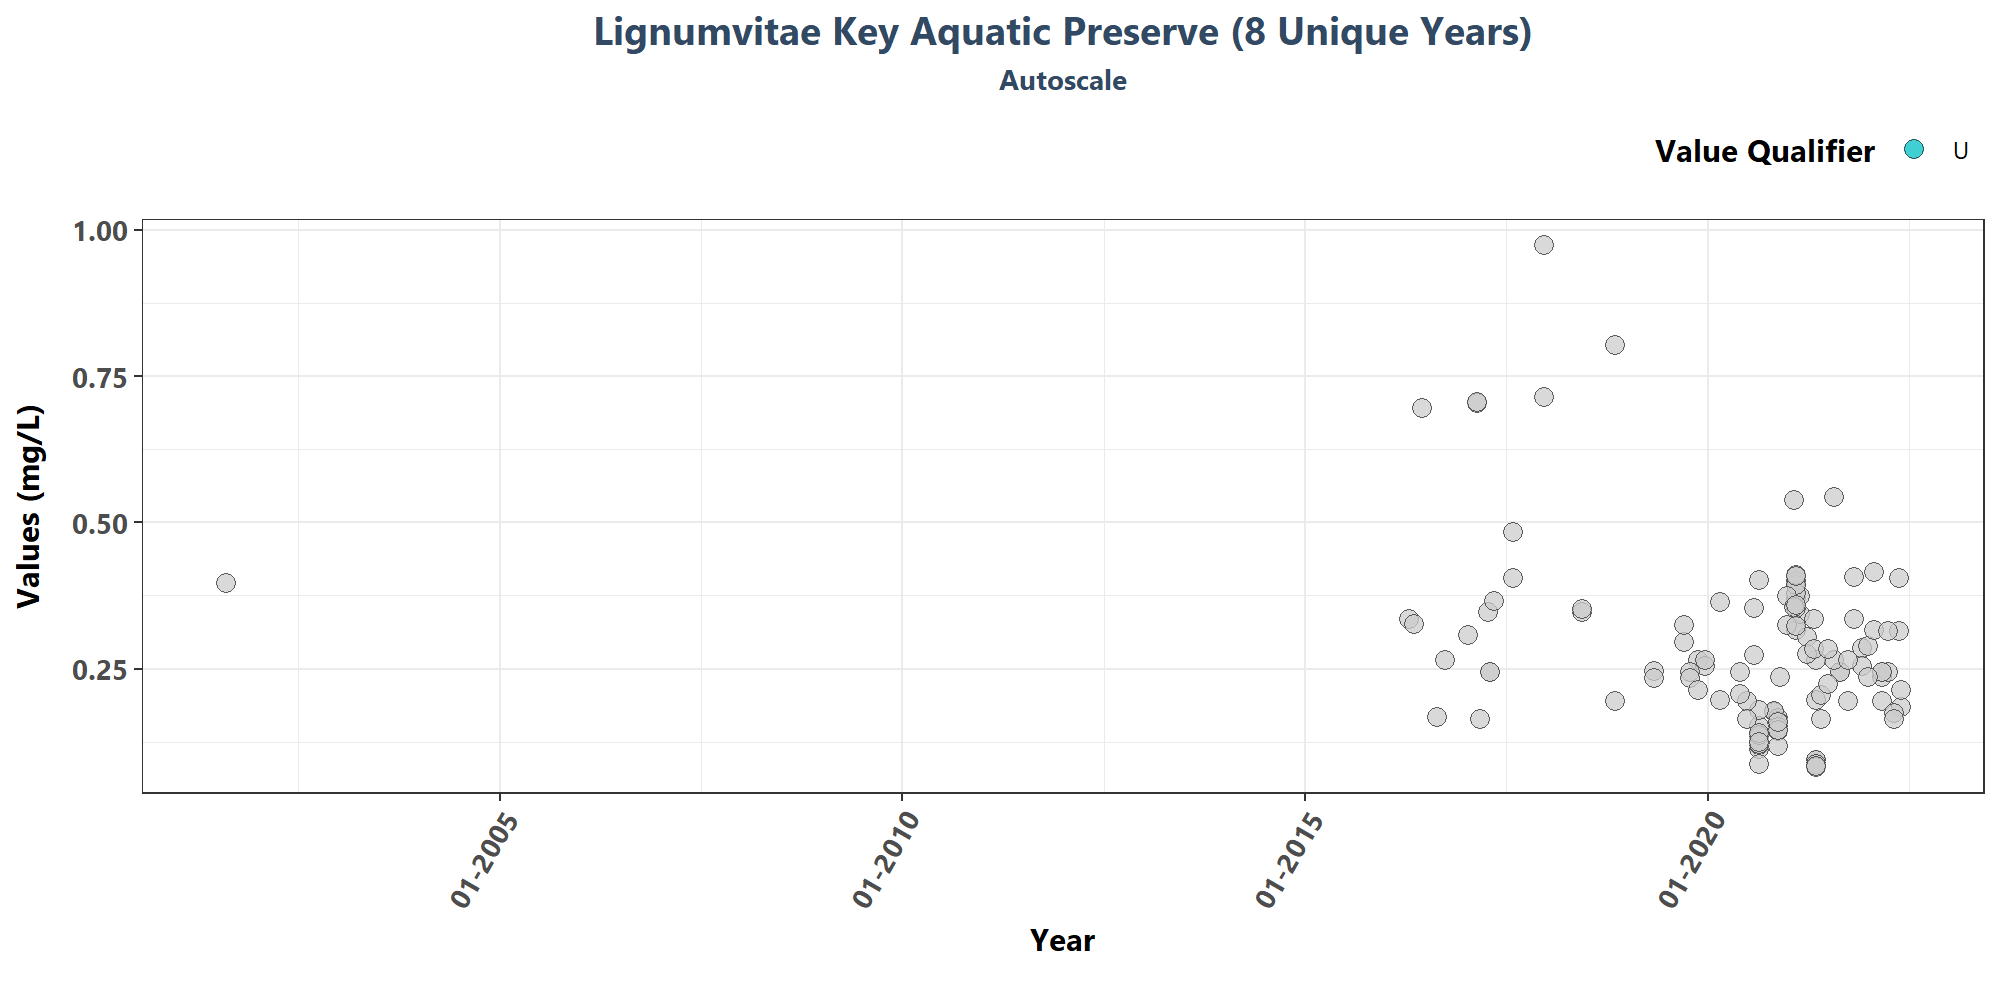 Lignumvitae Key Aquatic Preserve (8 Unique Years)
Autoscale
Value Qualifier U
1.00
0.75
0.50
0.25
Values (mg/L)
01-2005
01-2010
01-2015
01-2020
Year